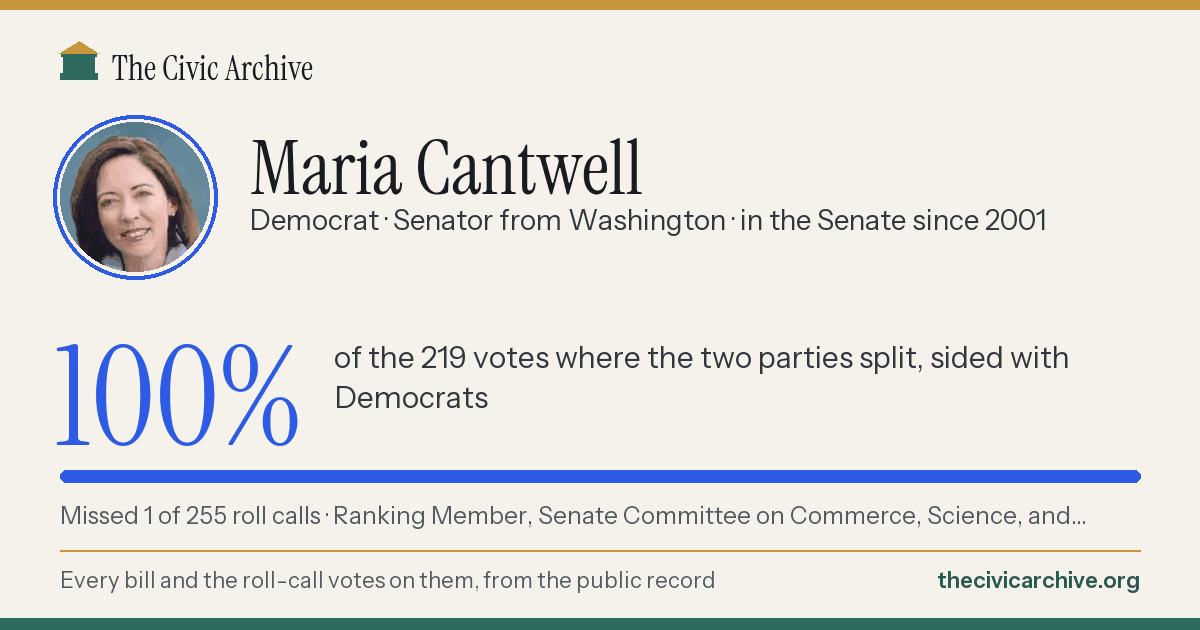 The Civic Archive
Maria Cantwell
Democrat · Senator from Washington · in the Senate since 2001
100%
of the 219 votes where the two parties split, sided with
Democrats
Missed 1 of 255 roll calls · Ranking Member, Senate Committee on Commerce, Science, and...
Every bill and the roll-call votes on them, from the public record
thecivicarchive.org